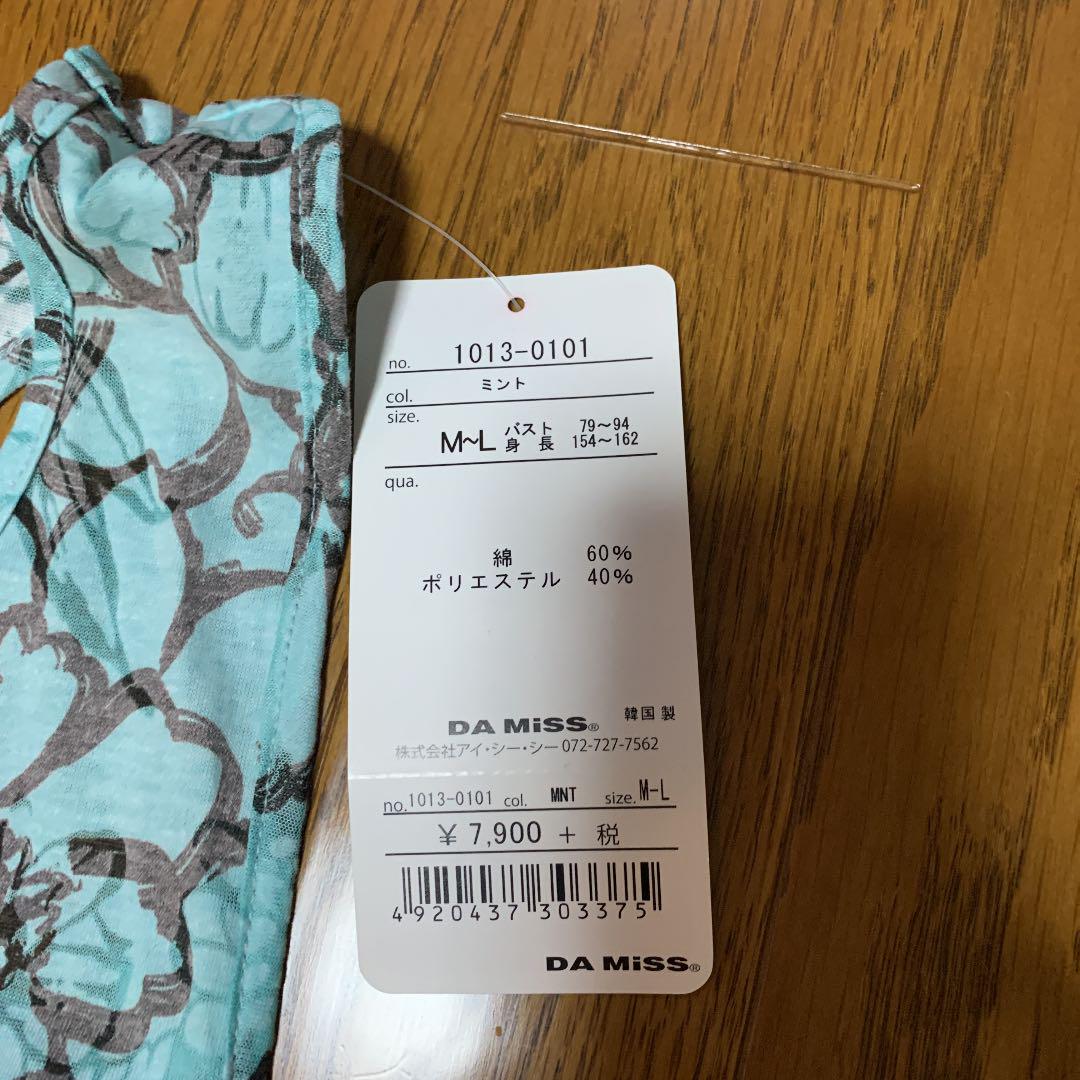 no. 1013-0101
col. ミント
size. M~L バスト 79~94
身長 154~162
qua.
綿 60%
ポリエステル 40%
DA MiSS® 韓国製
株式会社アイ・シー・シー 072-727-7562
no. 1013-0101 col. MNT size. M-L
¥ 7,900 + 税
4920437303375
DA MiSS®